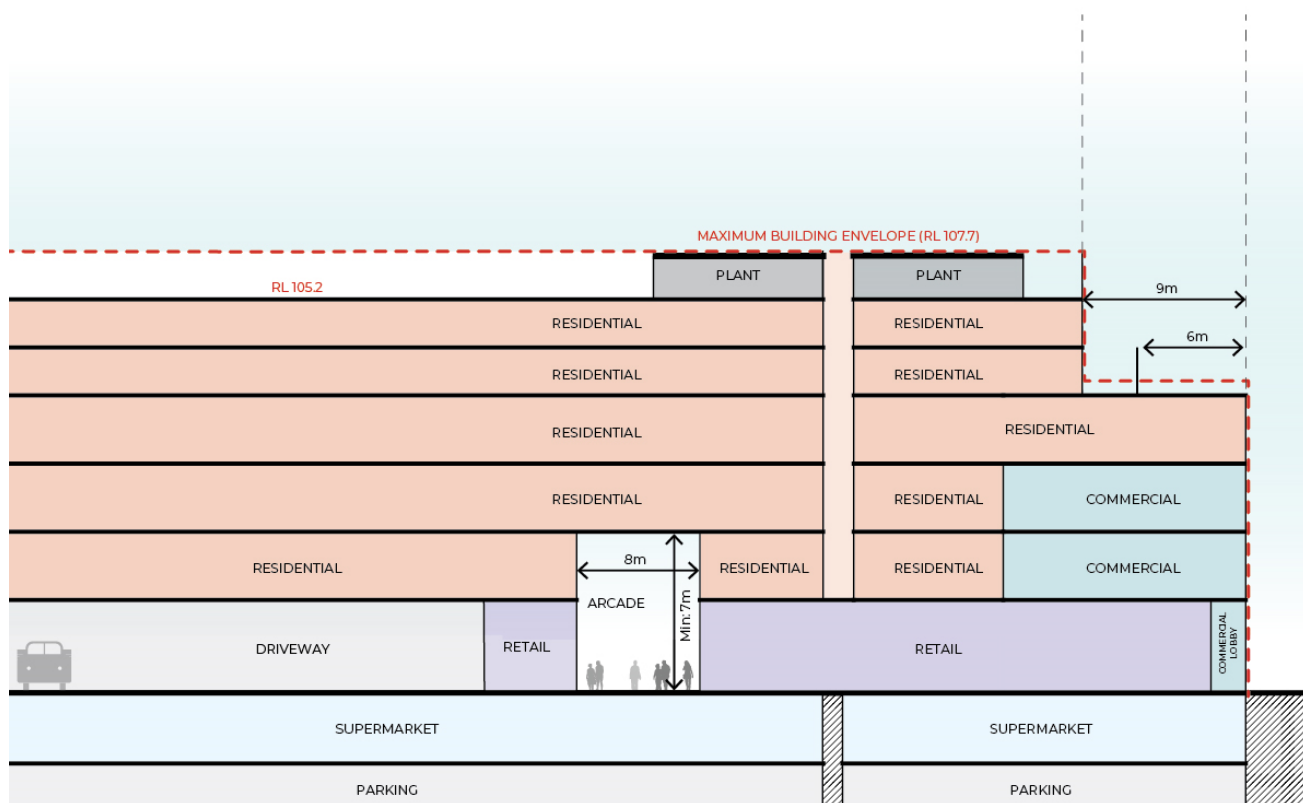 MAXIMUM BUILDING ENVELOPE (RL 107.7)
PLANT
PLANT
RL 105.2
9m
RESIDENTIAL
RESIDENTIAL
6m
RESIDENTIAL
RESIDENTIAL
RESIDENTIAL
RESIDENTIAL
RESIDENTIAL
RESIDENTIAL
COMMERCIAL
8m
RESIDENTIAL
RESIDENTIAL
RESIDENTIAL
COMMERCIAL
ARCADE
Min: 7m
DRIVEWAY
RETAIL
RETAIL
COMMERCIAL
LOBBY
SUPERMARKET
SUPERMARKET
PARKING
PARKING